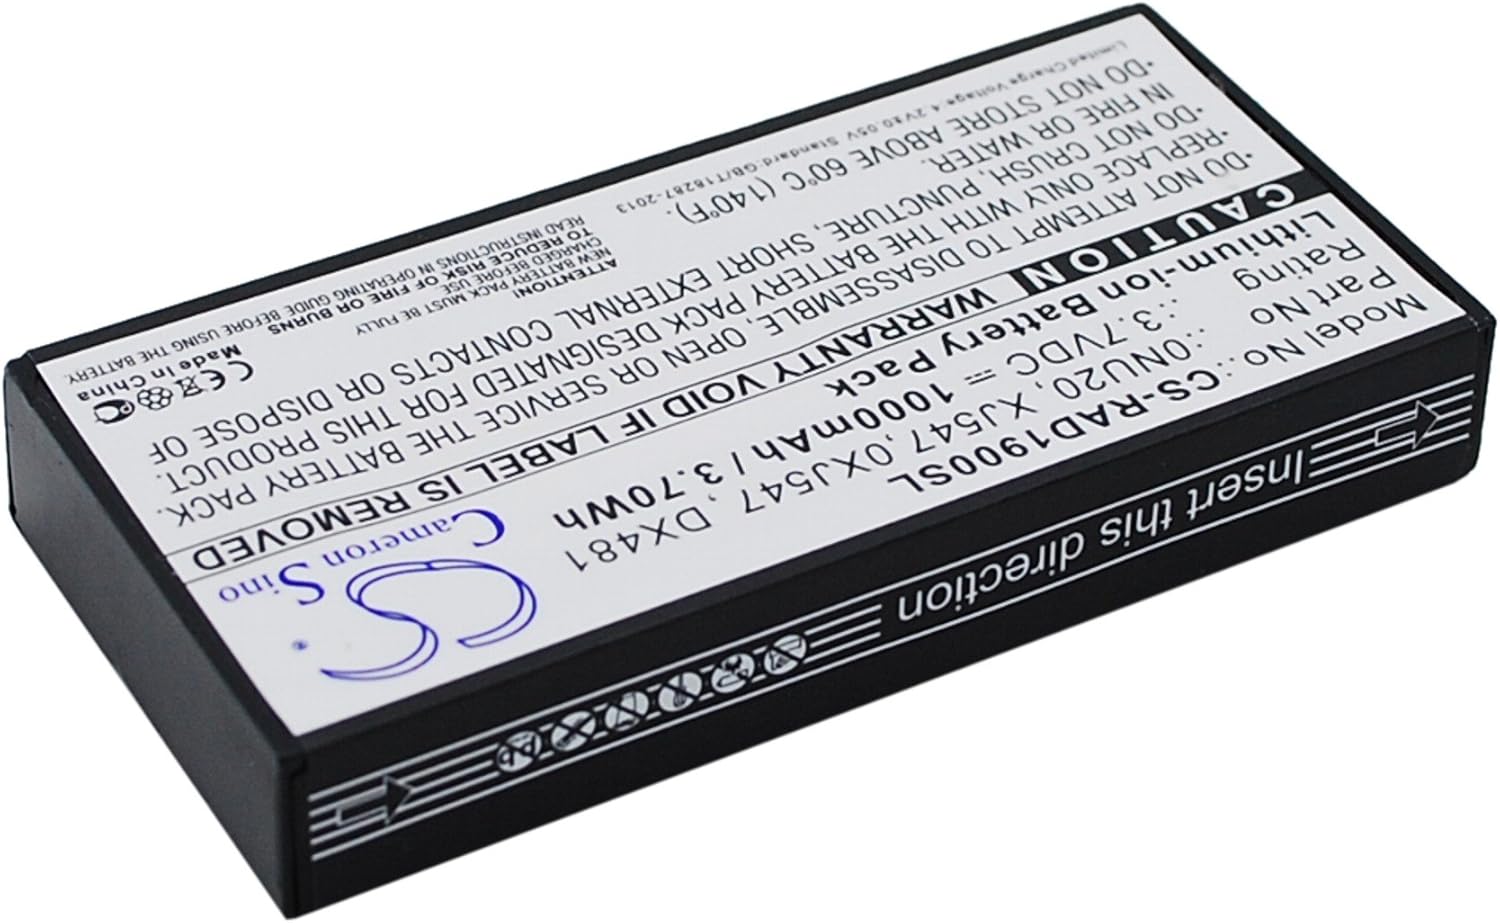 Model No.:CS-RAD1900SL
Part No :0NU20, XJ547,0XJ547, DX481
Rating :3.7VDC ⎓ 1000mAh / 3.70Wh
Lithium-ion Battery Pack
CAUTION WARRANTY VOID IF LABEL IS REMOVED
·DO NOT ATTEMPT TO DISASSEMBLE, OPEN OR SERVICE BATTERY PACK.
·REPLACE ONLY WITH THE BATTERY PACK DESIGNATED FOR THIS PRODUCT.
·DO NOT CRUSH, PUNCTURE, SHORT EXTERNAL CONTACTS OR DISPOSE OF
IN FIRE OR WATER.
·DO NOT STORE ABOVE 60°C (140°F).
Limited Charge Voltage:4.2V±0.05V Standard:GB/T18287-2013
ATTENTION!
NEW BATTERY PACK MUST BE FULLY
CHARGED BEFORE USE
TO REDUCE RISK OF FIRE OR BURNS
READ INSTRUCTIONS IN OPERATING GUIDE BEFORE USING THE BATTERY.
CE
Made in China
CS
Cameron Sino
®
Insert this direction